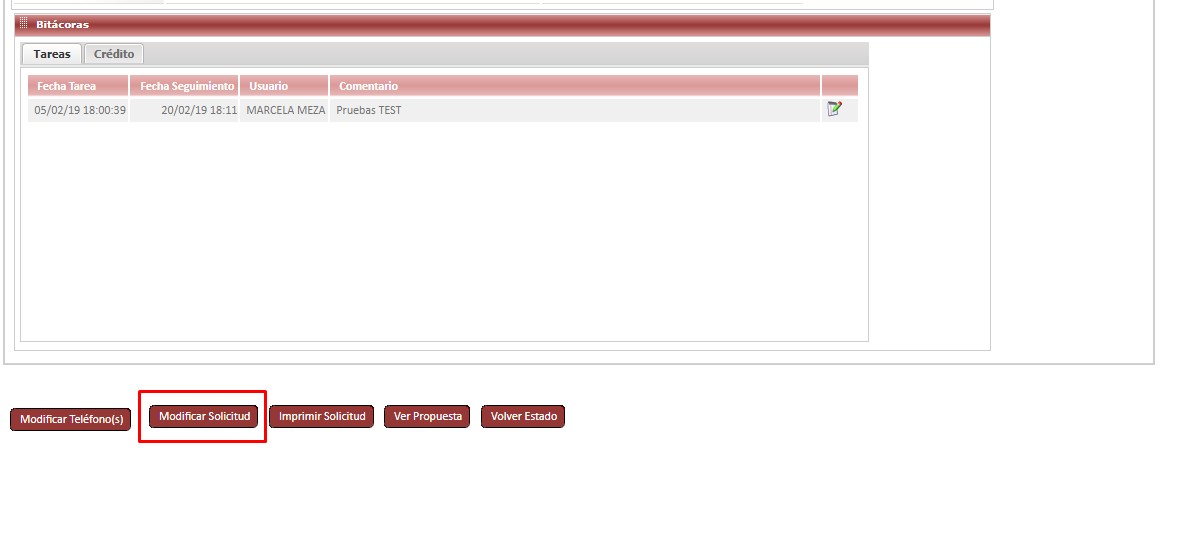 Bitácoras
Tareas Crédito
Fecha Tarea Fecha Seguimiento Usuario Comentario
05/02/19 18:00:39 20/02/19 18:11 MARCELA MEZA Pruebas TEST
Modificar Teléfono(s) Modificar Solicitud Imprimir Solicitud Ver Propuesta Volver Estado